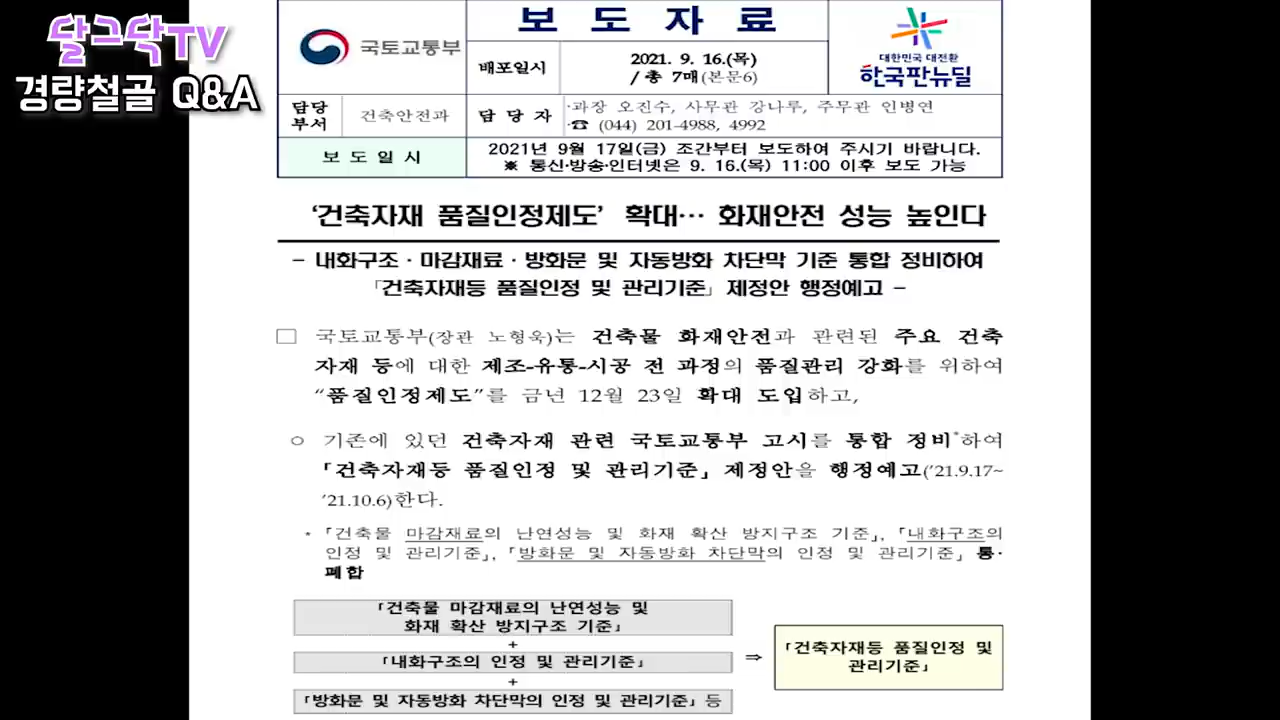 달그닥TV
경량철골 Q&A
국토교통부
보 도 자 료
배포일시
2021. 9. 16.(목)
/ 총 7매(본문6)
대한민국 대전환
한국판뉴딜
담당
부서
건축안전과
담 당 자
·과장 오진수, 사무관 강나루, 주무관 인병연
·☎ (044) 201-4988, 4992
보 도 일 시
2021년 9월 17일(금) 조간부터 보도하여 주시기 바랍니다.
※ 통신·방송·인터넷은 9. 16.(목) 11:00 이후 보도 가능
‘건축자재 품질인정제도’ 확대… 화재안전 성능 높인다
- 내화구조·마감재료·방화문 및 자동방화 차단막 기준 통합 정비하여
「건축자재등 품질인정 및 관리기준」 제정안 행정예고 -
□ 국토교통부(장관 노형욱)는 건축물 화재안전과 관련된 주요 건축
자재 등에 대한 제조-유통-시공 전 과정의 품질관리 강화를 위하여
“품질인정제도”를 금년 12월 23일 확대 도입하고,
○ 기존에 있던 건축자재 관련 국토교통부 고시를 통합 정비*하여
「건축자재등 품질인정 및 관리기준」 제정안을 행정예고(’21.9.17~
’21.10.6)한다.
* 「건축물 마감재료의 난연성능 및 화재 확산 방지구조 기준」, 「내화구조의
인정 및 관리기준」, 「방화문 및 자동방화 차단막의 인정 및 관리기준」 통·
폐합
「건축물 마감재료의 난연성능 및
화재 확산 방지구조 기준」
+
「내화구조의 인정 및 관리기준」
+
「방화문 및 자동방화 차단막의 인정 및 관리기준」 등
⇒
「건축자재등 품질인정 및
관리기준」